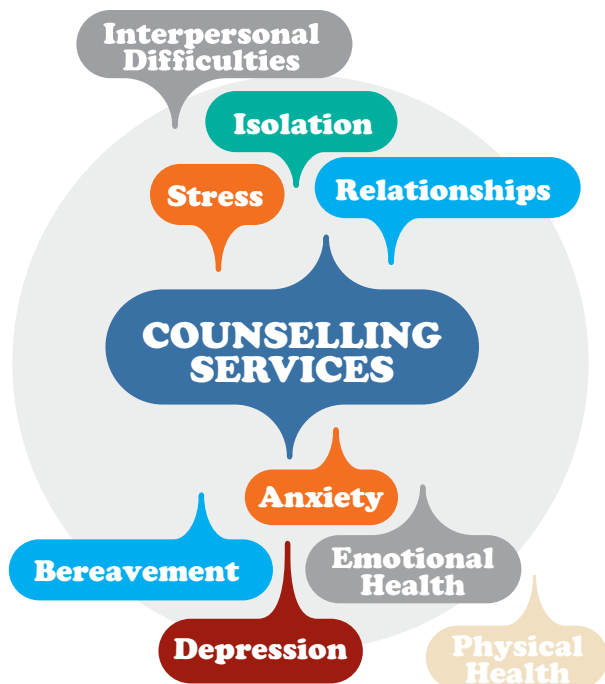 Interpersonal
Difficulties
Isolation
Stress
Relationships
COUNSELLING
SERVICES
Anxiety
Emotional
Health
Bereavement
Depression
Physical
Health